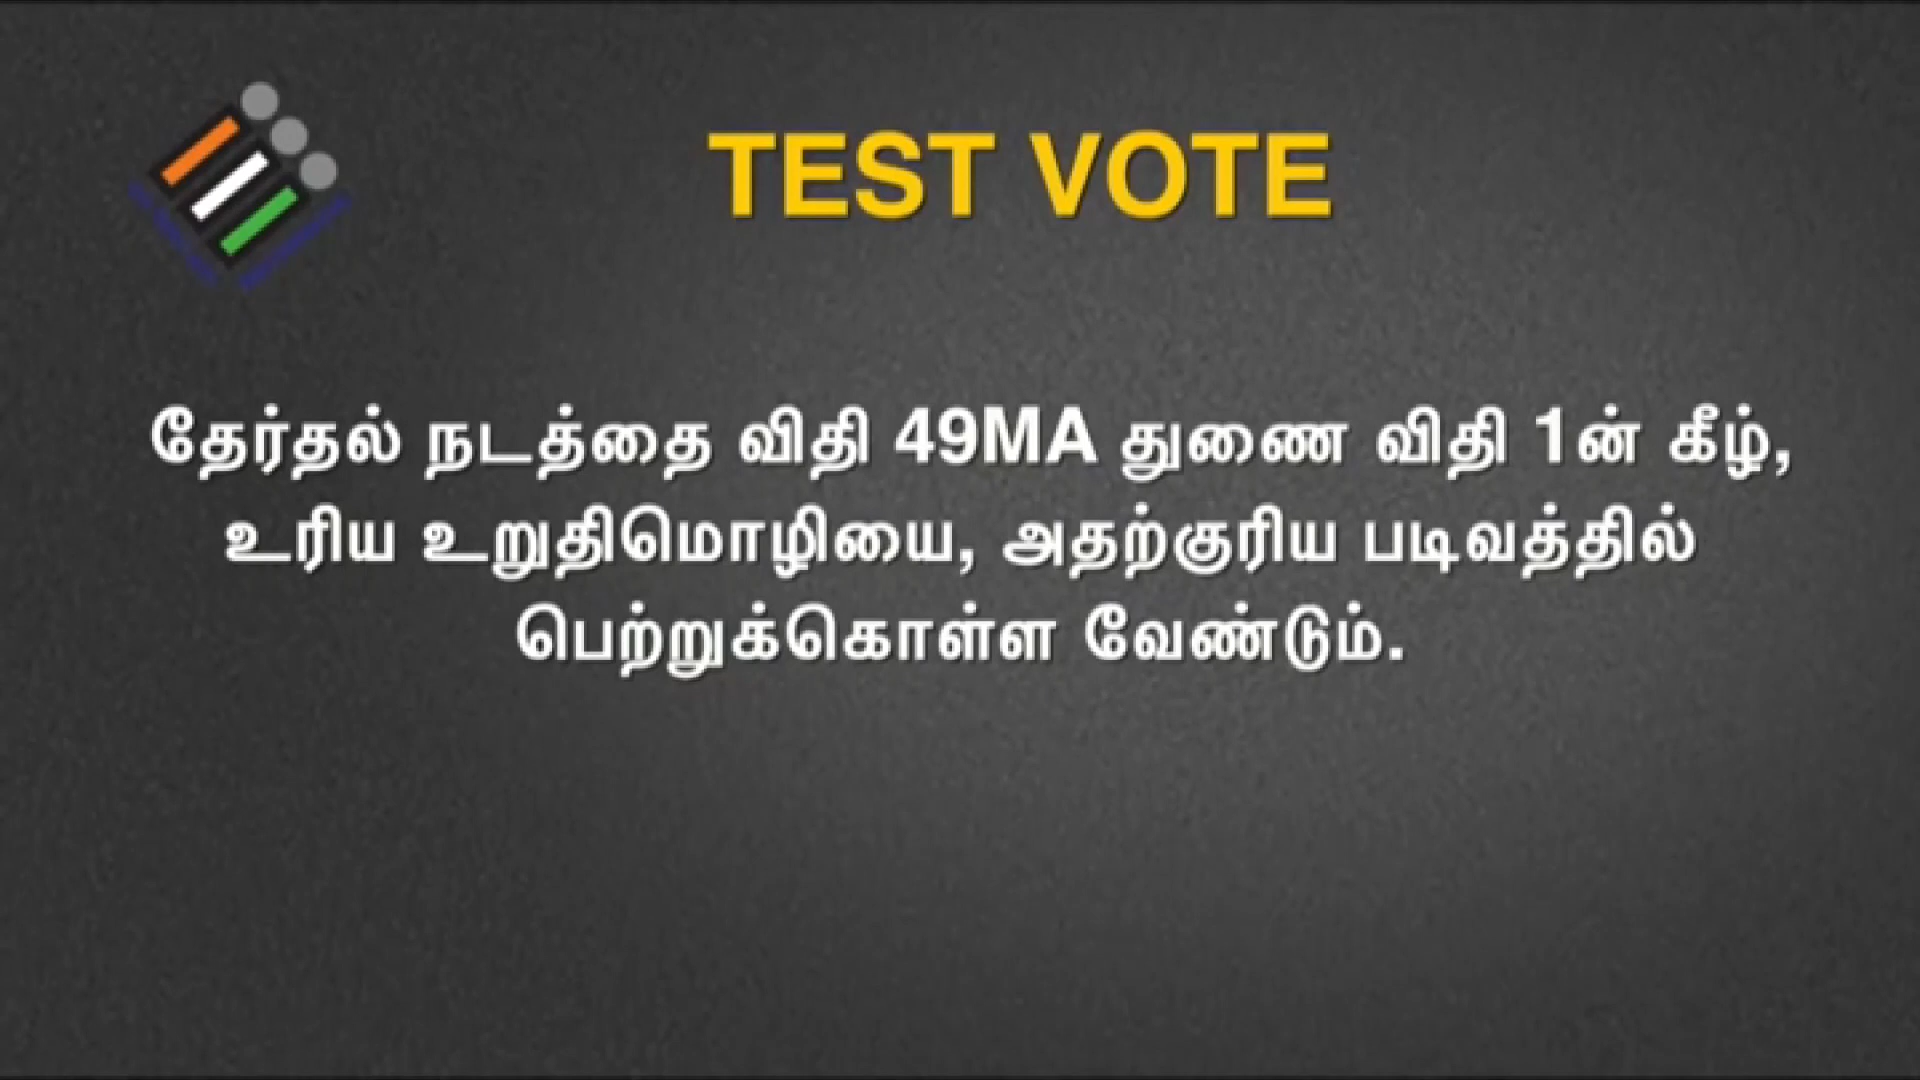 TEST VOTE
தேர்தல் நடத்தை விதி 49MA துணை விதி 1ன் கீழ்,
உரிய உறுதிமொழியை, அதற்குரிய படிவத்தில்
பெற்றுக்கொள்ள வேண்டும்.